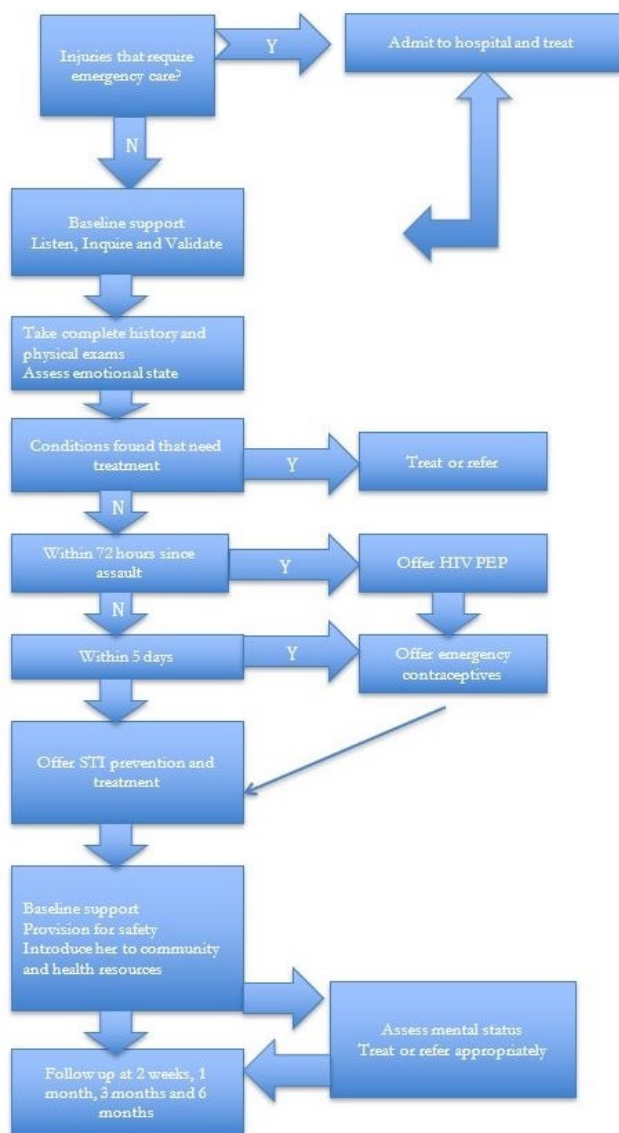 Injuries that require
emergency care?
Y
Admit to hospital and treat
N
Baseline support
Listen, Inquire and Validate
Take complete history and
physical exams
Assess emotional state
Conditions found that need
treatment
Y
Treat or refer
N
Within 72 hours since
assault
Y
Offer HIV PEP
N
Within 5 days
Y
Offer emergency
contraceptives
Offer STI prevention and
treatment
Baseline support
Provision for safety
Introduce her to community
and health resources
Assess mental status
Treat or refer appropriately
Follow up at 2 weeks, 1
month, 3 months and 6
months